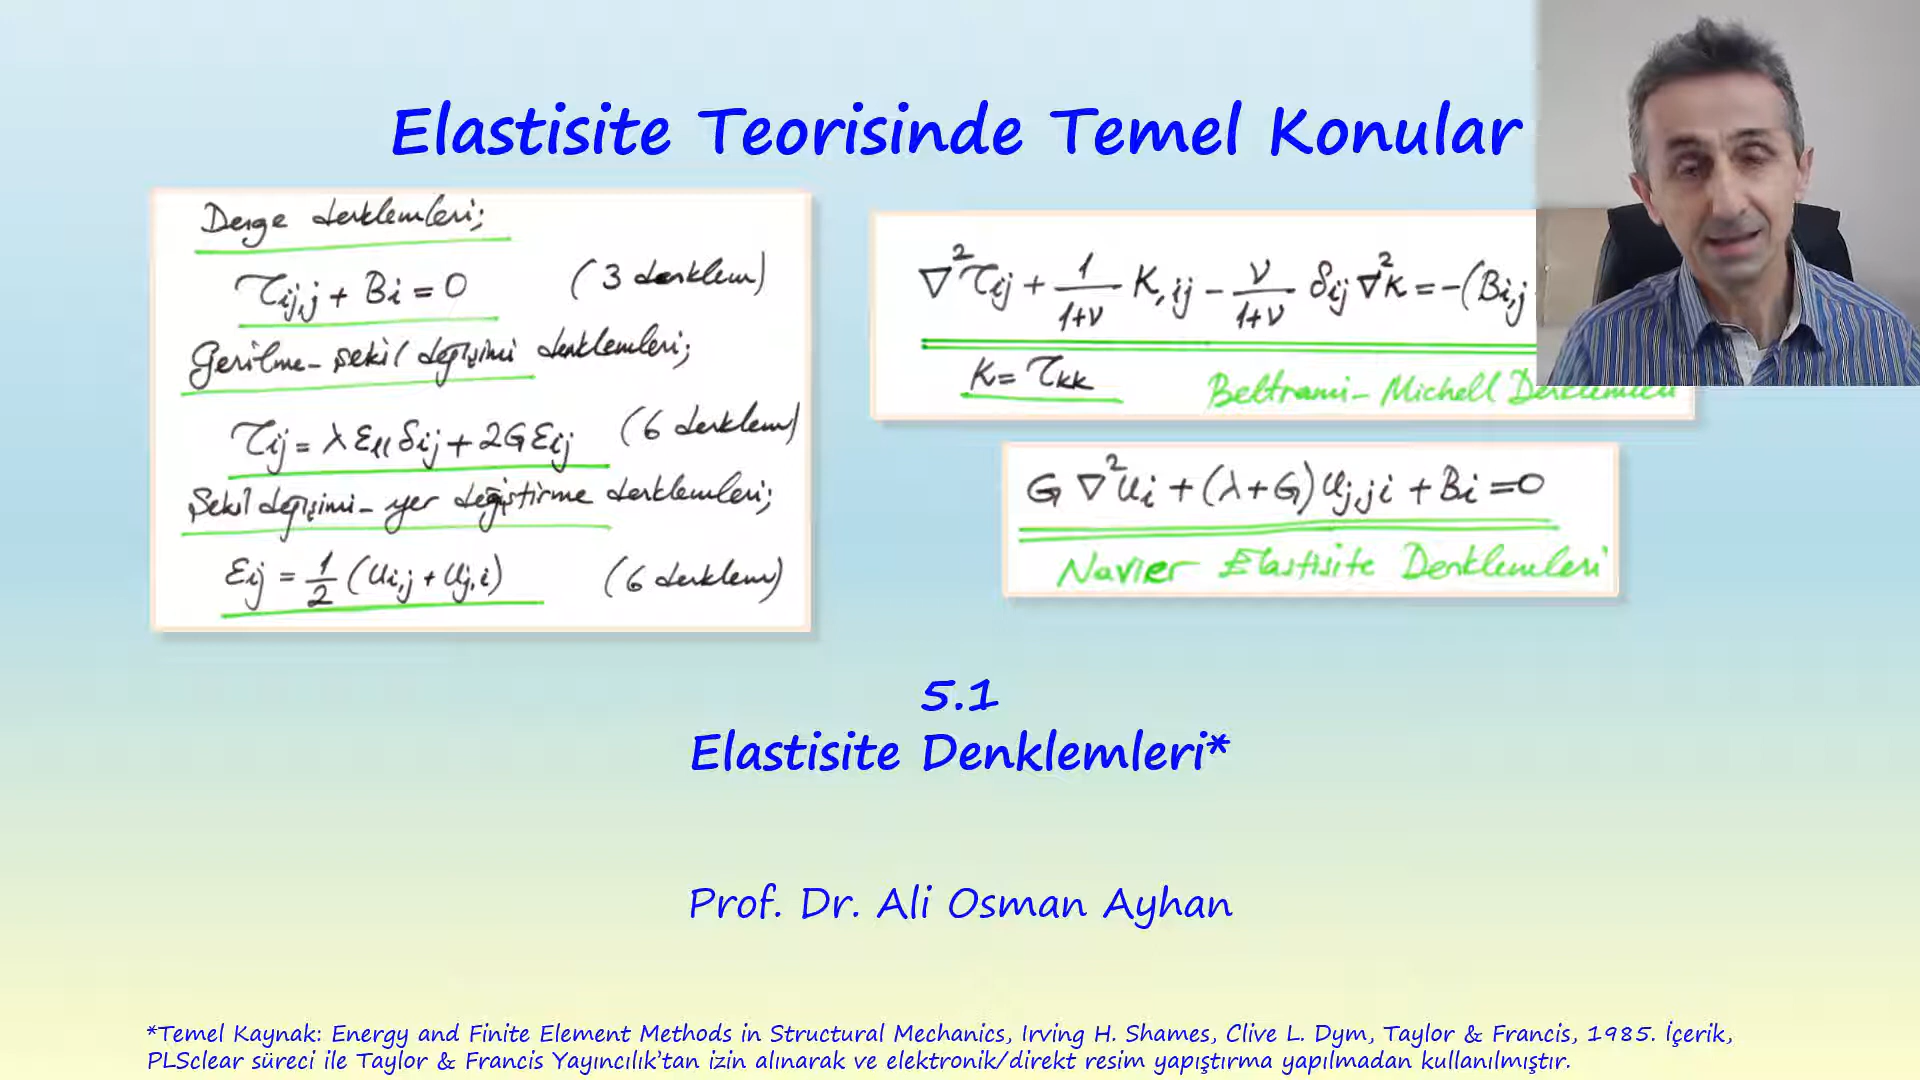 Elastisite Teorisinde Temel Konular
Denge denklemleri;
τij,j + Bi = 0 (3 denklem)
Gerilme-şekil değişimi denklemleri;
τij = λ εll δij + 2G εij (6 denklem)
Şekil değişimi-yer değiştirme denklemleri;
εij = 1/2 (ui,j + uj,i) (6 denklem)
∇²τij + 1/1+ν K,ij - ν/1+ν δij ∇²K = -(Bi,j
K = τkk
Beltrami-Michell Denklemleri
G ∇²ui + (λ+G) uj,ji + Bi = 0
Navier Elastisite Denklemleri
5.1
Elastisite Denklemleri*
Prof. Dr. Ali Osman Ayhan
*Temel Kaynak: Energy and Finite Element Methods in Structural Mechanics, Irving H. Shames, Clive L. Dym, Taylor & Francis, 1985. İçerik,
PLSclear süreci ile Taylor & Francis Yayıncılık'tan izin alınarak ve elektronik/direkt resim yapıştırma yapılmadan kullanılmıştır.